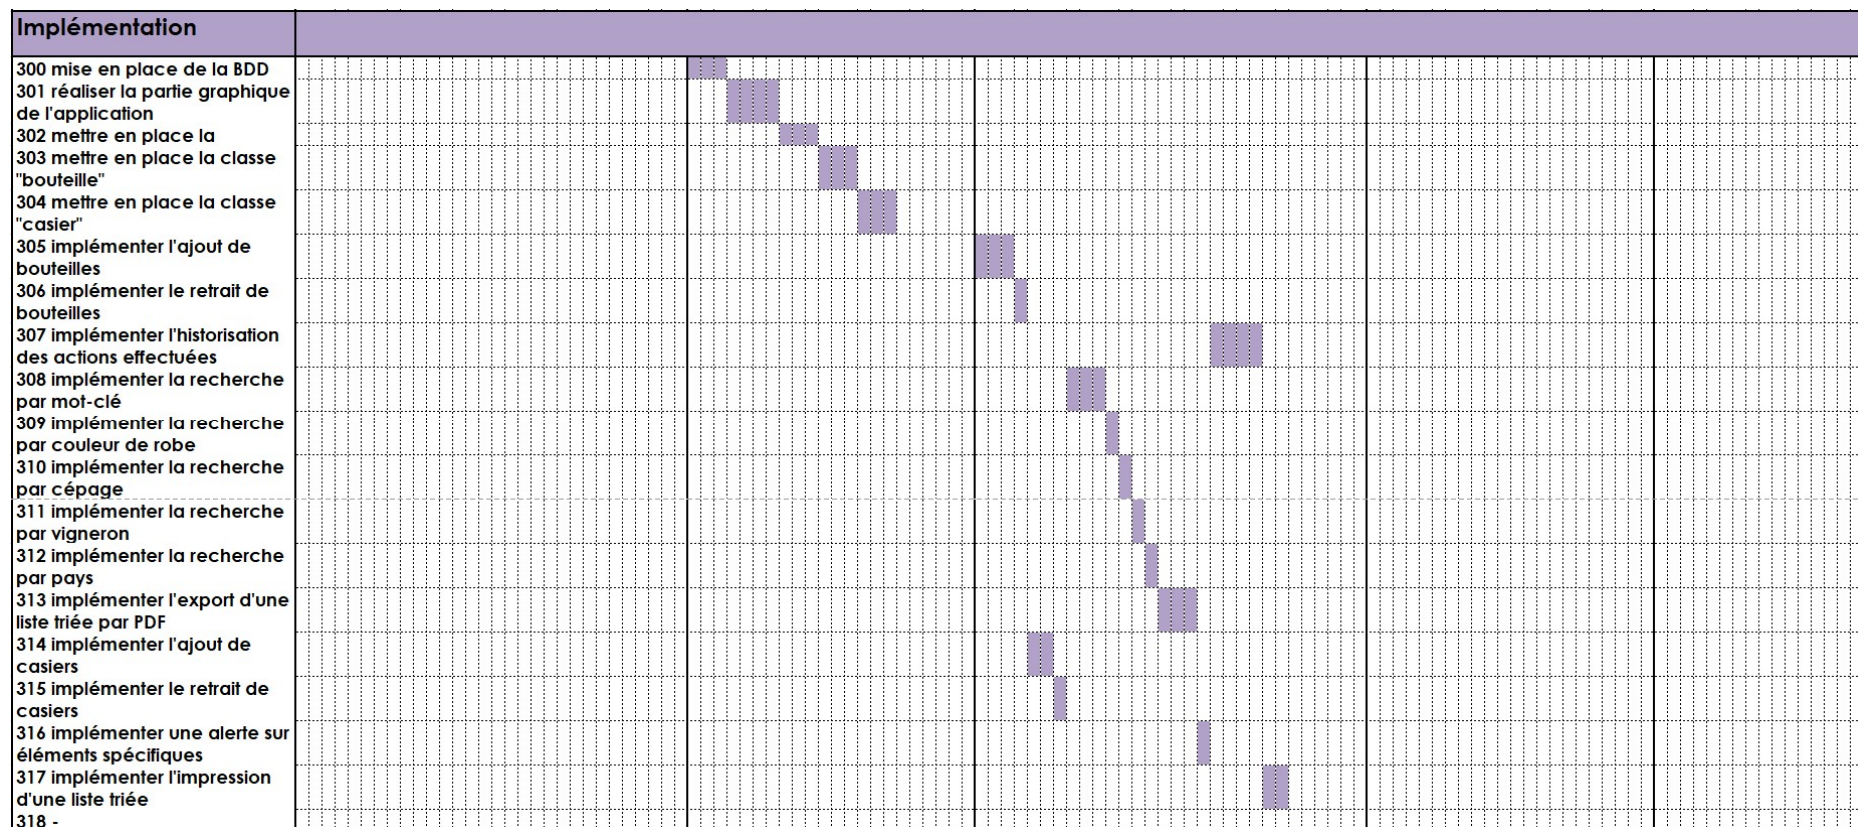 Implémentation
300 mise en place de la BDD
301 réaliser la partie graphique
de l'application
302 mettre en place la
303 mettre en place la classe
"bouteille"
304 mettre en place la classe
"casier"
305 implémenter l'ajout de
bouteilles
306 implémenter le retrait de
bouteilles
307 implémenter l'historisation
des actions effectuées
308 implémenter la recherche
par mot-clé
309 implémenter la recherche
par couleur de robe
310 implémenter la recherche
par cépage
311 implémenter la recherche
par vigneron
312 implémenter la recherche
par pays
313 implémenter l'export d'une
liste triée par PDF
314 implémenter l'ajout de
casiers
315 implémenter le retrait de
casiers
316 implémenter une alerte sur
éléments spécifiques
317 implémenter l'impression
d'une liste triée
318 -